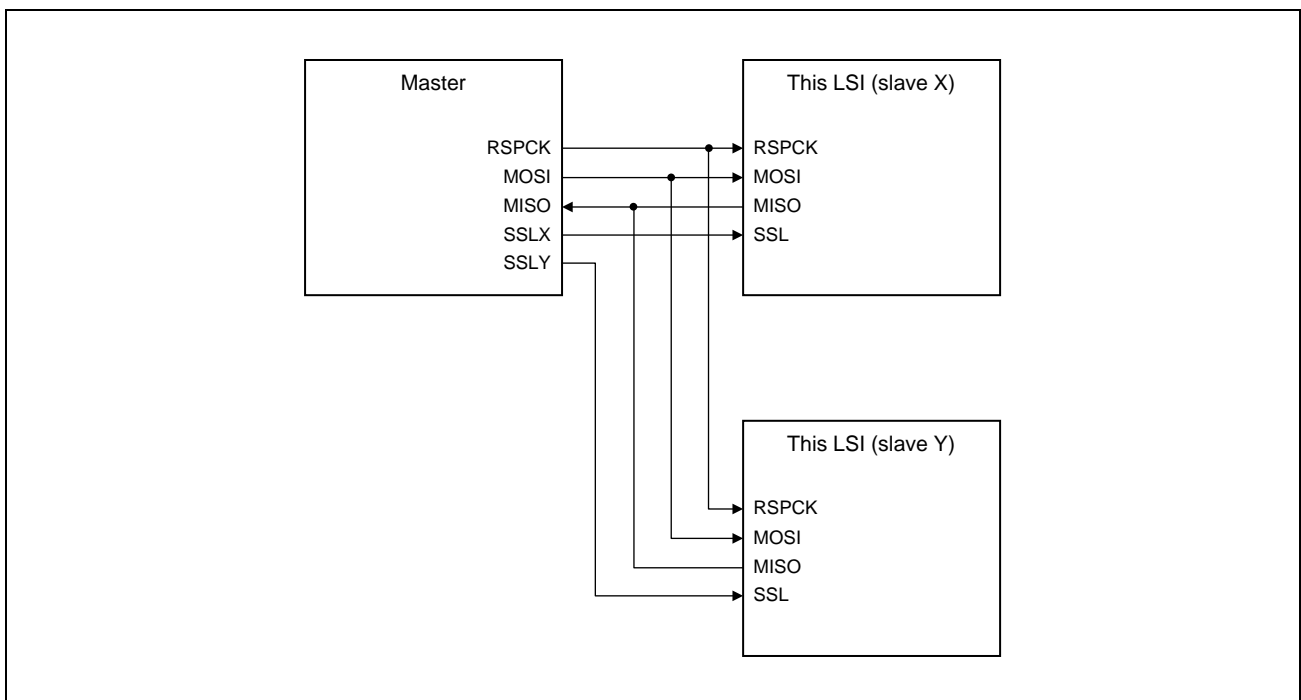 Master
RSPCK
MOSI
MISO
SSLX
SSLY
This LSI (slave X)
RSPCK
MOSI
MISO
SSL
This LSI (slave Y)
RSPCK
MOSI
MISO
SSL